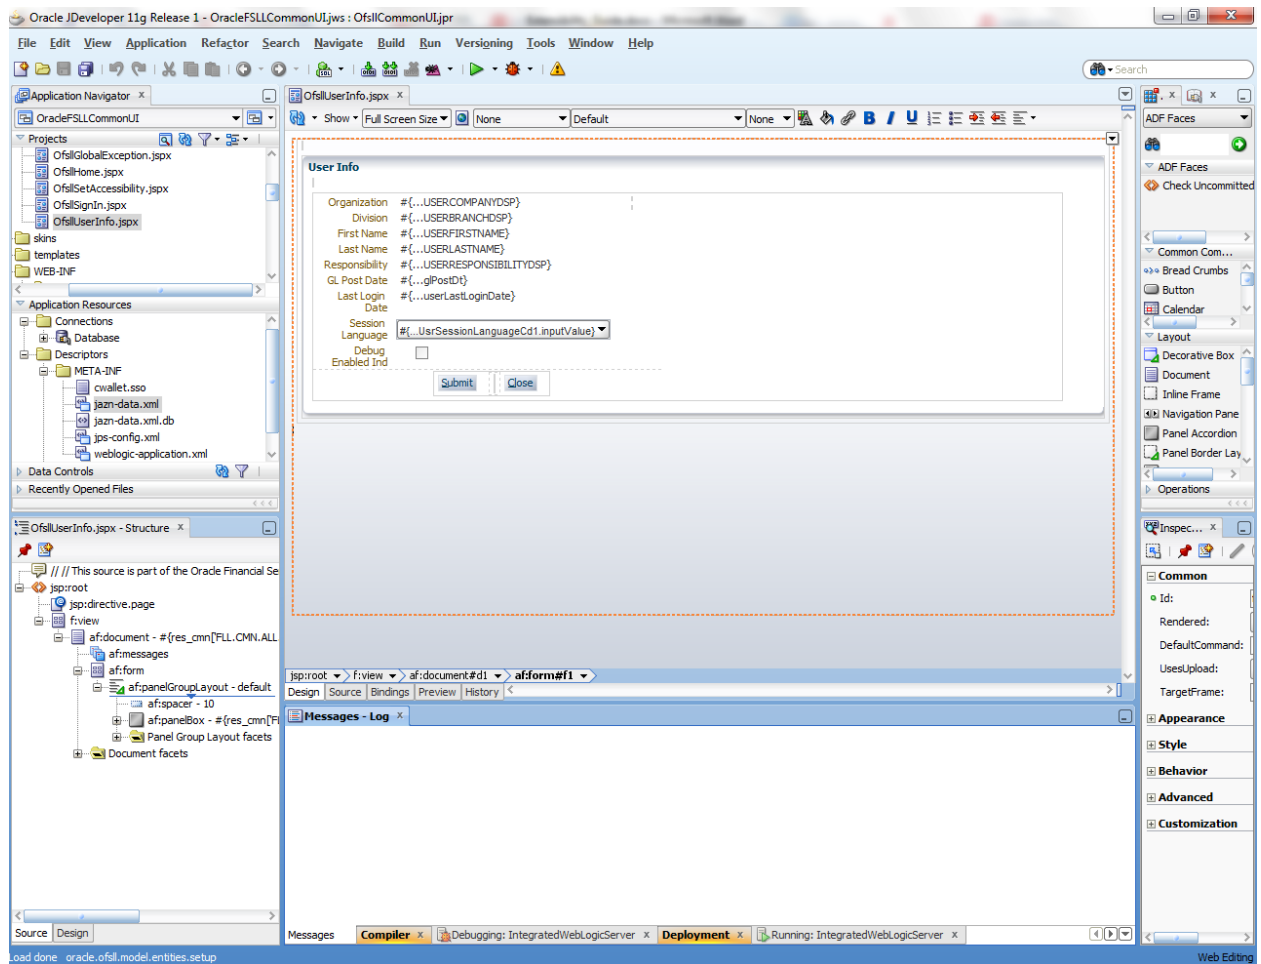 Oracle JDeveloper 11g Release 1 - OracleFSLLCommonUI.jws : OfsllCommonUI.jpr
File Edit View Application Refactor Search Navigate Build Run Versioning Tools Window Help
Search
Application Navigator x
OracleFSLLCommonUI
Projects
OfsllGlobalException.jspx
OfsllHome.jspx
OfsllSetAccessibility.jspx
OfsllSignIn.jspx
OfsllUserInfo.jspx
skins
templates
WEB-INF
Application Resources
Connections
Database
Descriptors
META-INF
cwallet.sso
jazn-data.xml
jazn-data.xml.db
jps-config.xml
weblogic-application.xml
Data Controls
Recently Opened Files
OfsllUserInfo.jspx - Structure x
// // This source is part of the Oracle Financial Se
jsp:root
jsp:directive.page
f:view
af:document - #{res_cmn['FLL.CMN.ALL
af:messages
af:form
af:panelGroupLayout - default
af:spacer - 10
af:panelBox - #{res_cmn['Fl
Panel Group Layout facets
Document facets
Source Design
OfsllUserInfo.jspx x
Show Full Screen Size None Default None B I U
User Info
Organization #{...USERCOMPANYDSP}
Division #{...USERBRANCHDSP}
First Name #{...USERFIRSTNAME}
Last Name #{...USERLASTNAME}
Responsibility #{...USERRESPONSIBILITYDSP}
GL Post Date #{...glPostDt}
Last Login Date #{...userLastLoginDate}
Session Language #{...UsrSessionLanguageCd1.inputValue}
Debug Enabled Ind
Submit Close
jsp:root f:view af:document#d1 af:form#f1
Design Source Bindings Preview History
Messages - Log x
Messages Compiler x Debugging: IntegratedWebLogicServer x Deployment x Running: IntegratedWebLogicServer x
ADF Faces
ADF Faces
Check Uncommitted
Common Com...
Bread Crumbs
Button
Calendar
Layout
Decorative Box
Document
Inline Frame
Navigation Pane
Panel Accordion
Panel Border Lay
Operations
Inspec... x
Common
Id:
Rendered:
DefaultCommand:
UsesUpload:
TargetFrame:
Appearance
Style
Behavior
Advanced
Customization
Load done oracle.ofsll.model.entities.setup
Web Editing